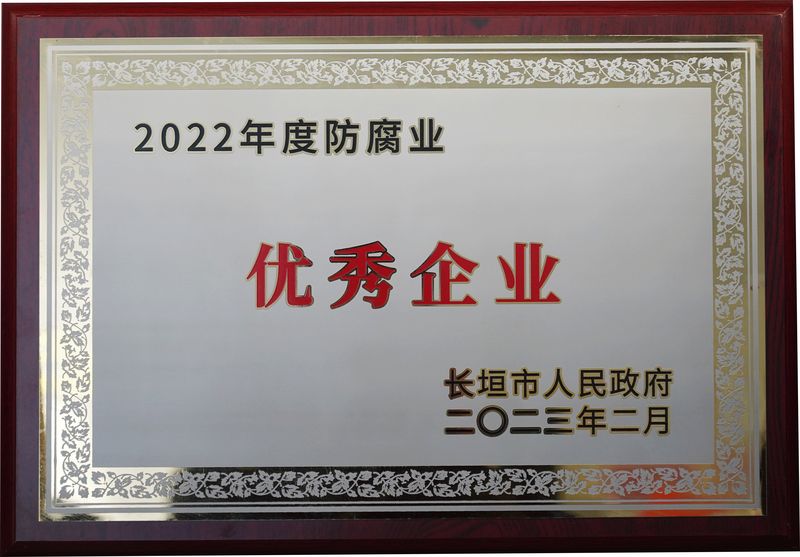 2022年度防腐业
优秀企业
长垣市人民政府
二〇二三年二月